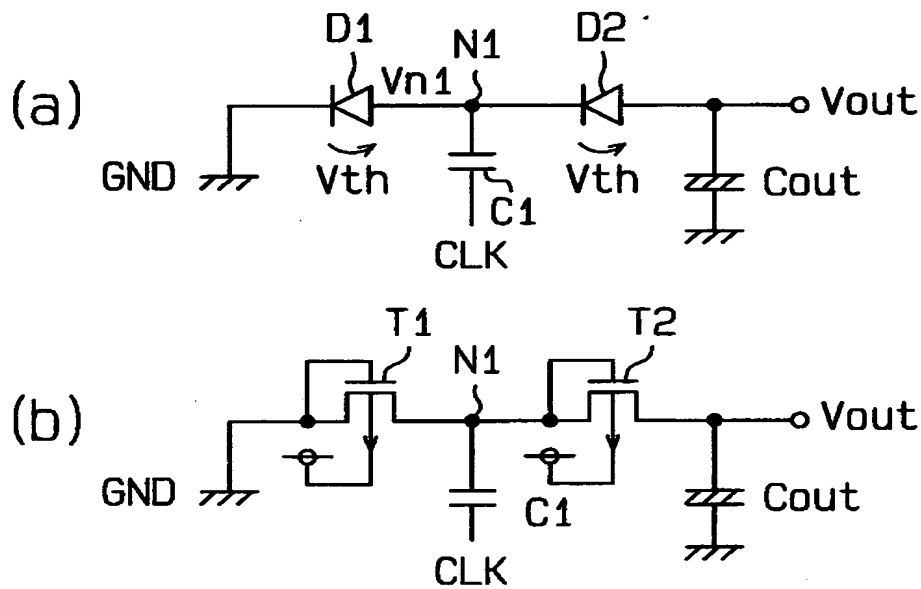 (a)
D1
Vn1
N1
D2
Vout
GND
Vth
C1
Vth
Cout
CLK
(b)
T1
N1
T2
Vout
GND
C1
Cout
CLK